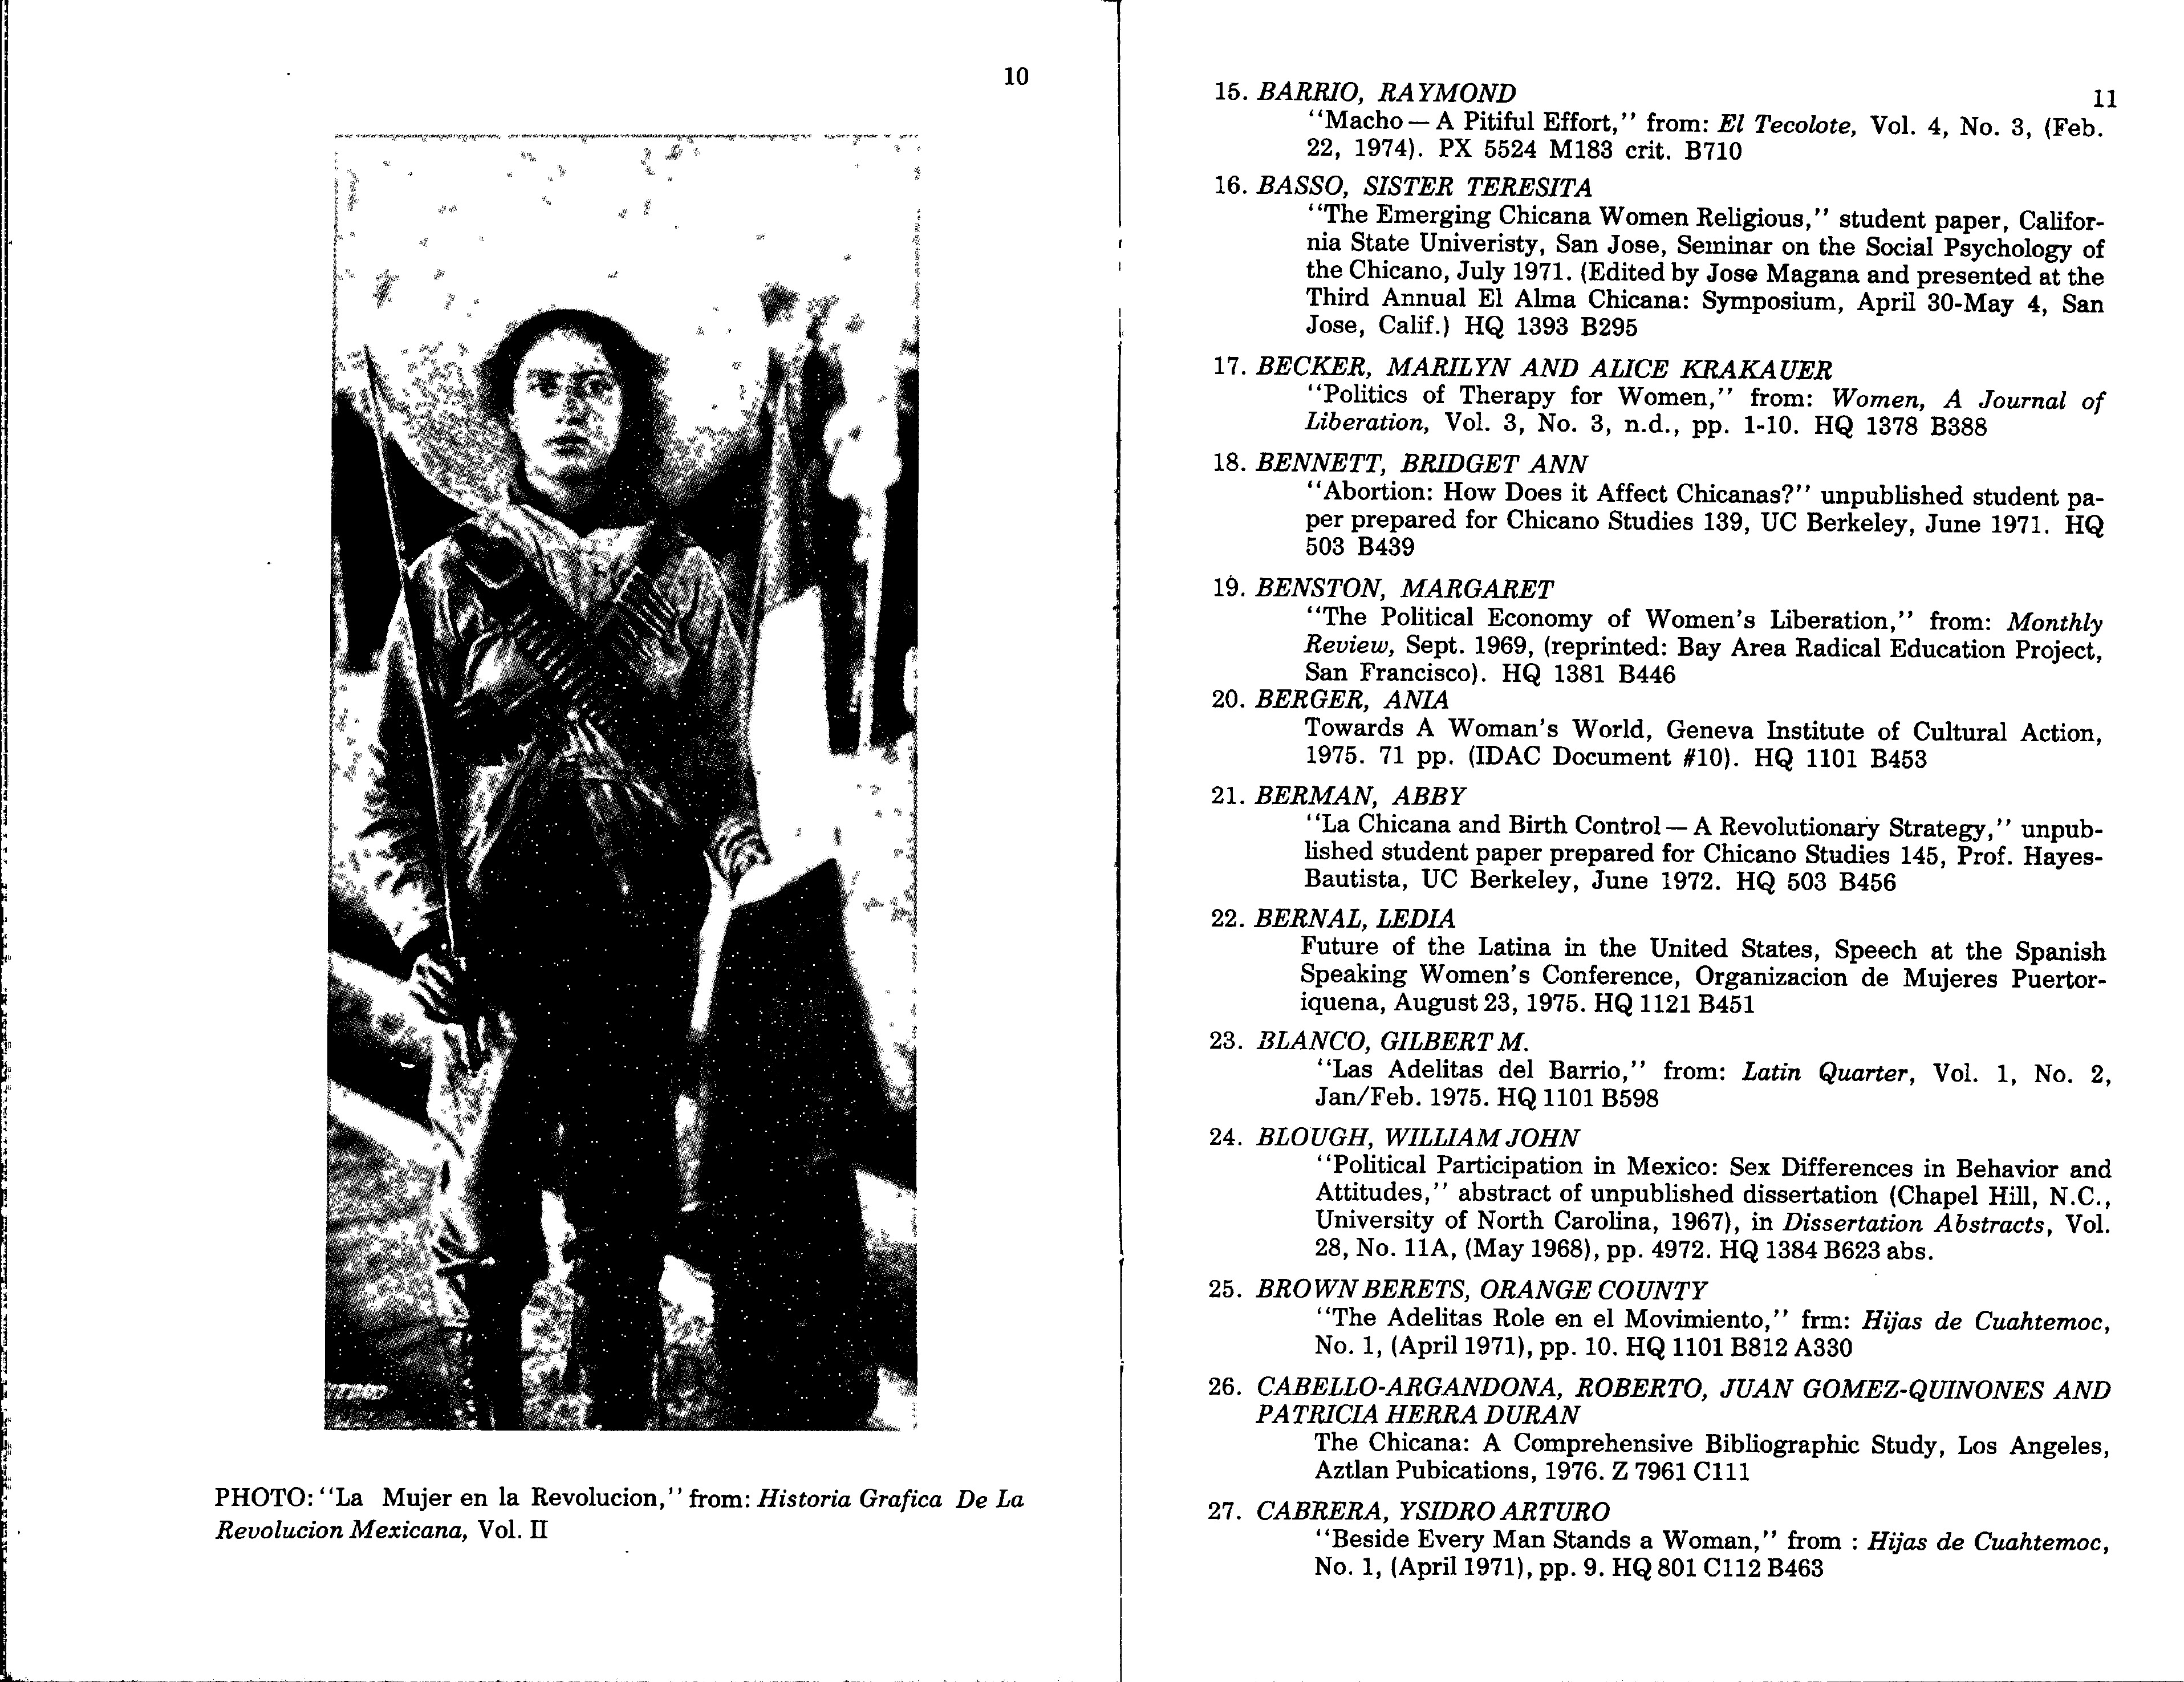 10
PHOTO: “La Mujer en la Revolucion,” from: Historia Grafica De La
Revolucion Mexicana, Vol. II
11
15. BARRIO, RAYMOND
“Macho — A Pitiful Effort,” from: El Tecolote, Vol. 4, No. 3, (Feb.
22, 1974). PX 5524 M183 crit. B710
16. BASSO, SISTER TERESITA
“The Emerging Chicana Women Religious,” student paper, Califor-
nia State Univeristy, San Jose, Seminar on the Social Psychology of
the Chicano, July 1971. (Edited by Jose Magana and presented at the
Third Annual El Alma Chicana: Symposium, April 30-May 4, San
Jose, Calif.) HQ 1393 B295
17. BECKER, MARILYN AND ALICE KRAKAUER
“Politics of Therapy for Women,” from: Women, A Journal of
Liberation, Vol. 3, No. 3, n.d., pp. 1-10. HQ 1378 B388
18. BENNETT, BRIDGET ANN
“Abortion: How Does it Affect Chicanas?” unpublished student pa-
per prepared for Chicano Studies 139, UC Berkeley, June 1971. HQ
503 B439
19. BENSTON, MARGARET
“The Political Economy of Women’s Liberation,” from: Monthly
Review, Sept. 1969, (reprinted: Bay Area Radical Education Project,
San Francisco). HQ 1381 B446
20. BERGER, ANIA
Towards A Woman’s World, Geneva Institute of Cultural Action,
1975. 71 pp. (IDAC Document #10). HQ 1101 B453
21. BERMAN, ABBY
“La Chicana and Birth Control — A Revolutionary Strategy,” unpub-
lished student paper prepared for Chicano Studies 145, Prof. Hayes-
Bautista, UC Berkeley, June 1972. HQ 503 B456
22. BERNAL, LEDIA
Future of the Latina in the United States, Speech at the Spanish
Speaking Women’s Conference, Organizacion de Mujeres Puertor-
iquena, August 23, 1975. HQ 1121 B451
23. BLANCO, GILBERT M.
“Las Adelitas del Barrio,” from: Latin Quarter, Vol. 1, No. 2,
Jan/Feb. 1975. HQ 1101 B598
24. BLOUGH, WILLIAM JOHN
“Political Participation in Mexico: Sex Differences in Behavior and
Attitudes,” abstract of unpublished dissertation (Chapel Hill, N.C.,
University of North Carolina, 1967), in Dissertation Abstracts, Vol.
28, No. 11A, (May 1968), pp. 4972. HQ 1384 B623 abs.
25. BROWN BERETS, ORANGE COUNTY
“The Adelitas Role en el Movimiento,” frm: Hijas de Cuahtemoc,
No. 1, (April 1971), pp. 10. HQ 1101 B812 A330
26. CABELLO-ARGANDONA, ROBERTO, JUAN GOMEZ-QUINONES AND
PATRICIA HERRA DURAN
The Chicana: A Comprehensive Bibliographic Study, Los Angeles,
Aztlan Pubications, 1976. Z 7961 C111
27. CABRERA, YSIDRO ARTURO
“Beside Every Man Stands a Woman,” from : Hijas de Cuahtemoc,
No. 1, (April 1971), pp. 9. HQ 801 C112 B463